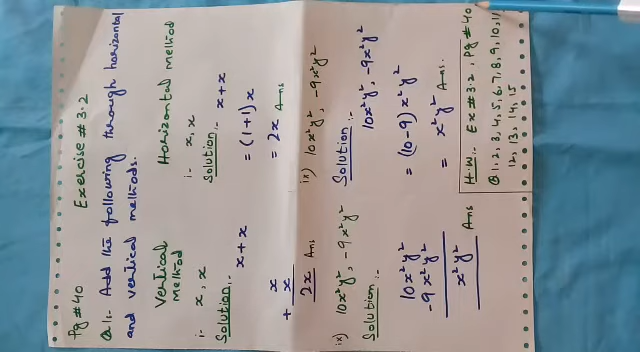 Pg #40 Exercise # 3.2
Q1:- Add the following through horizontal
and vertical methods.
Vertical Method
i- x, x
Solution:-
x + x
x
+ x
2x Ans
Horizontal Method
i- x, x
Solution:- x + x
= (1+1) x
= 2x Ans
ix) 10x²y², -9x²y²
Solution:-
10x²y²
-9x²y²
x²y² Ans
ix) 10x²y², -9x²y²
Solution:-
10x²y², -9x²y²
= (10-9) x²y²
= x²y² Ans.
H.W:- Ex # 3.2, Pg # 40
Q 1, 2, 3, 4, 5, 6, 7, 8, 9, 10, 11
12, 13, 14, 15